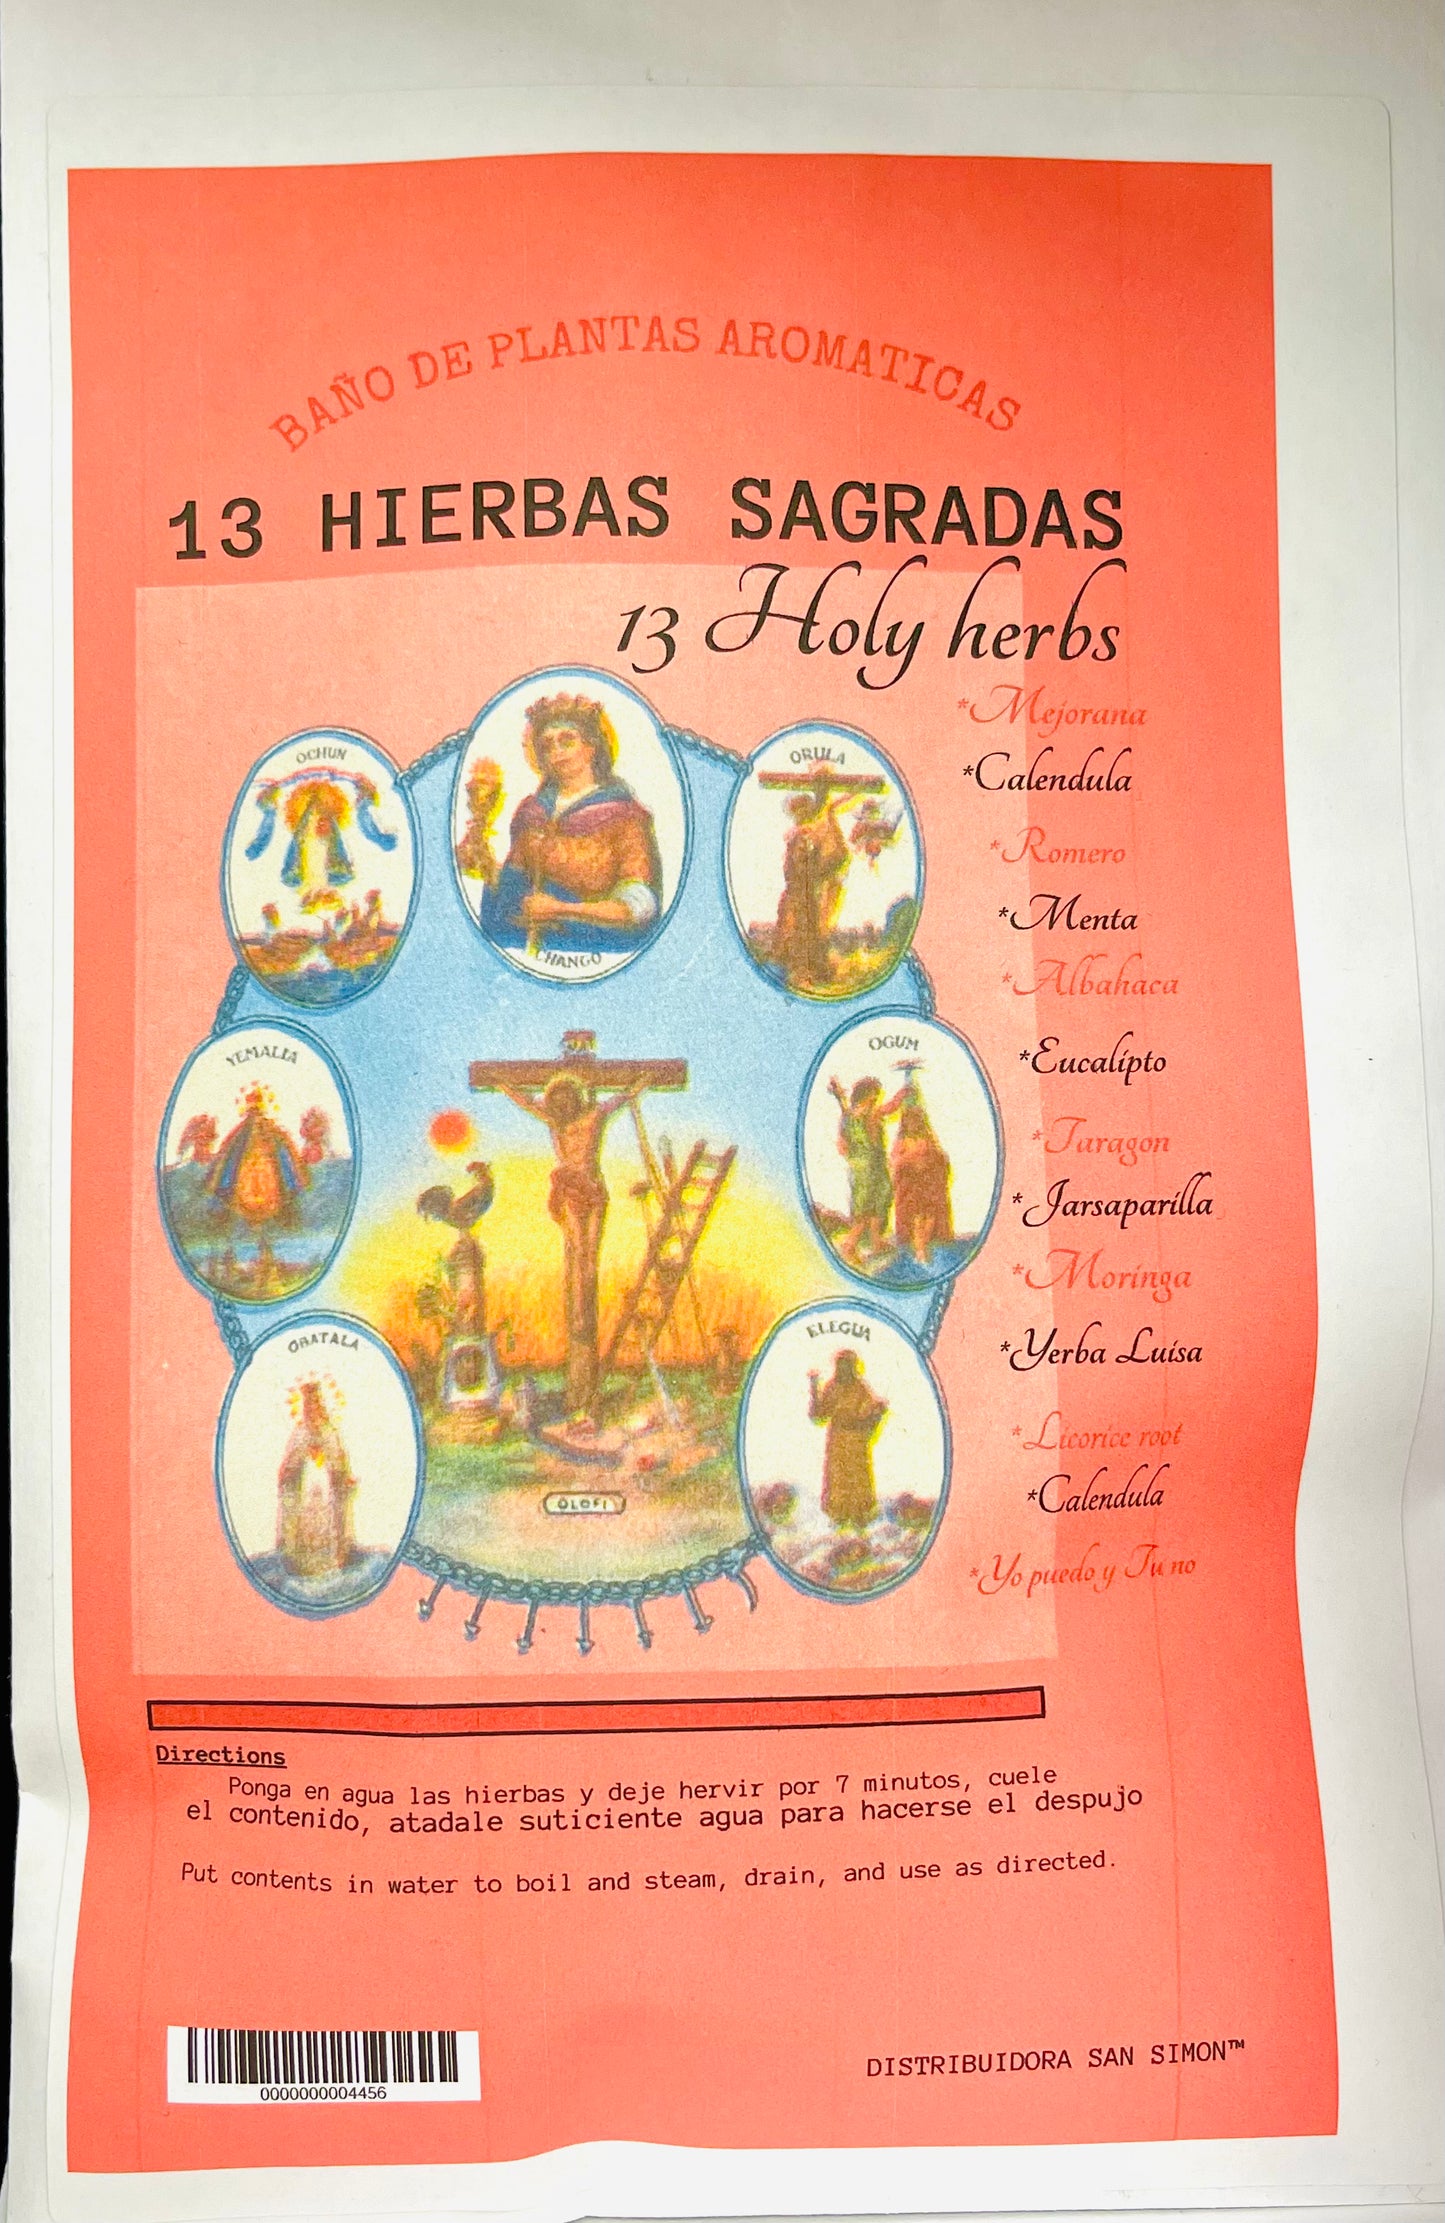 BAÑO DE PLANTAS AROMATICAS
13 HIERBAS SAGRADAS
13 Holy herbs
*Mejorana
*Calendula
*Romero
*Menta
*Albahaca
*Eucalipto
*Taragon
*Jarsaparilla
*Moringa
*Yerba Luisa
*Licorice root
*Calendula
*Yo puedo y Tu no
OCHUN
CHANGO
ORULA
YEMALLA
OGUM
OBATALA
ELEGUA
OLOFI
Directions
Ponga en agua las hierbas y deje hervir por 7 minutos, cuele
el contenido, atadale suticiente agua para hacerse el despujo
Put contents in water to boil and steam, drain, and use as directed.
0000000004456
DISTRIBUIDORA SAN SIMON™